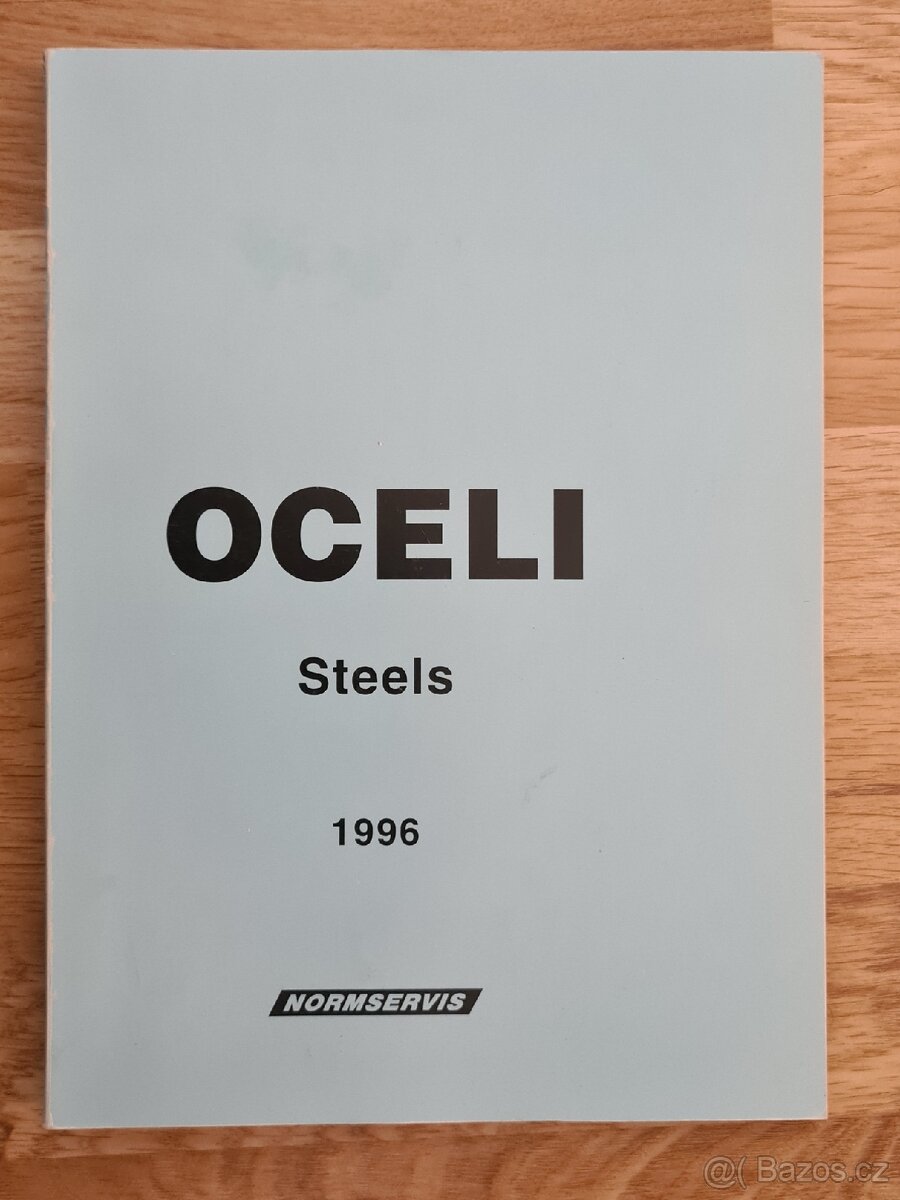 OCELI
Steels
1996
NORMSERVIS
@( Bazos.cz